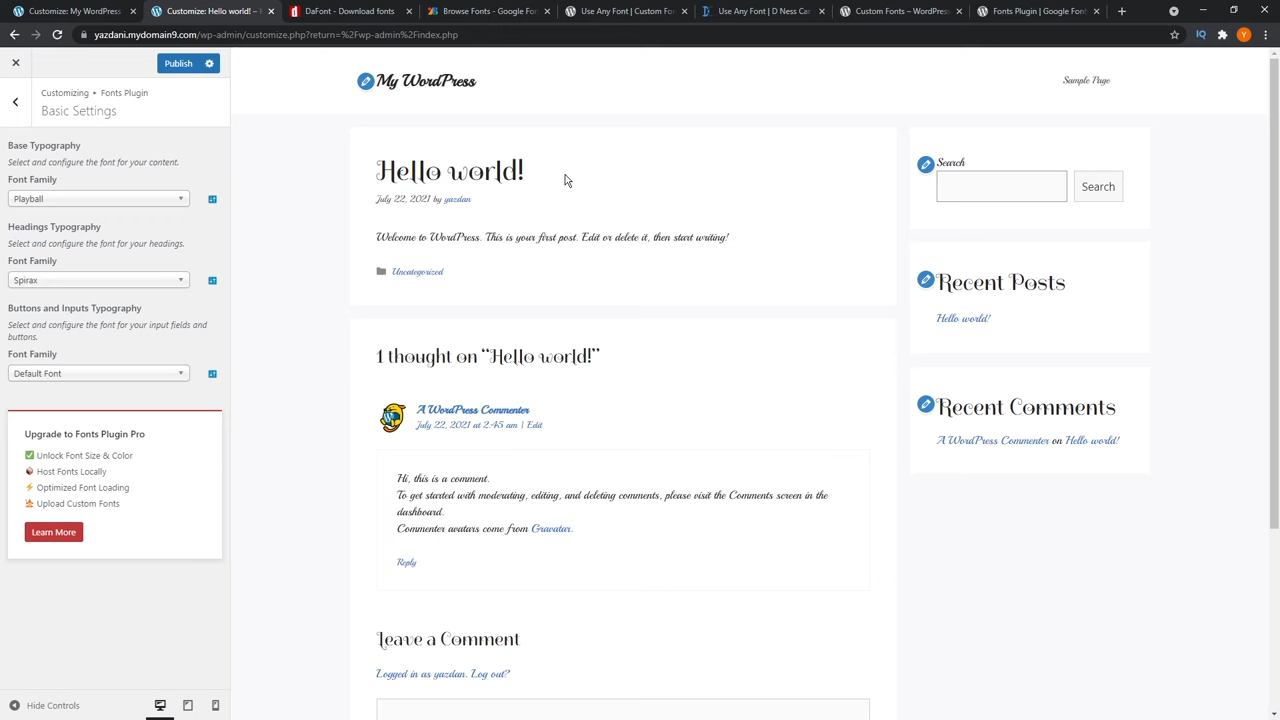 WordPress
Customize: My WordPress
My WordPress
DaFont - Download
Google Fonts
Use Any Font | Custom Fo
Use Any Font | D Ness Ca
Custom Fonts – WordPr
Fonts Plugin | Google Fo
yazdani.mydomain9.com/wp-admin/customize.php?return=%2Fwp-admin%2Findex.php
IQ
Y
Publish
Customizing ▸ Fonts Plugin
Basic Settings
Base Typography
Select and configure the font for your content.
Font Family
Playball
Headings Typography
Select and configure the font for your headings.
Font Family
Spirax
Buttons and Inputs Typography
Select and configure the font for your input fields and
buttons.
Font Family
Default Font
Upgrade to Fonts Plugin Pro
Unlock Font Size & Color
Host Fonts Locally
Optimized Font Loading
Upload Custom Fonts
Learn More
Hide Controls
My WordPress
Sample Page
Hello world!
July 22, 2021 by yazdan
Welcome to WordPress. This is your first post. Edit or delete it, then start writing!
Uncategorized
1 thought on “Hello world!”
A WordPress Commenter
July 22, 2021 at 2:45 am | Edit
Hi, this is a comment.
To get started with moderating, editing, and deleting comments, please visit the Comments screen in the
dashboard.
Commenter avatars come from Gravatar.
Reply
Leave a Comment
Logged in as yazdan. Log out?
Search
Search
Recent Posts
Hello world!
Recent Comments
A WordPress Commenter on Hello world!